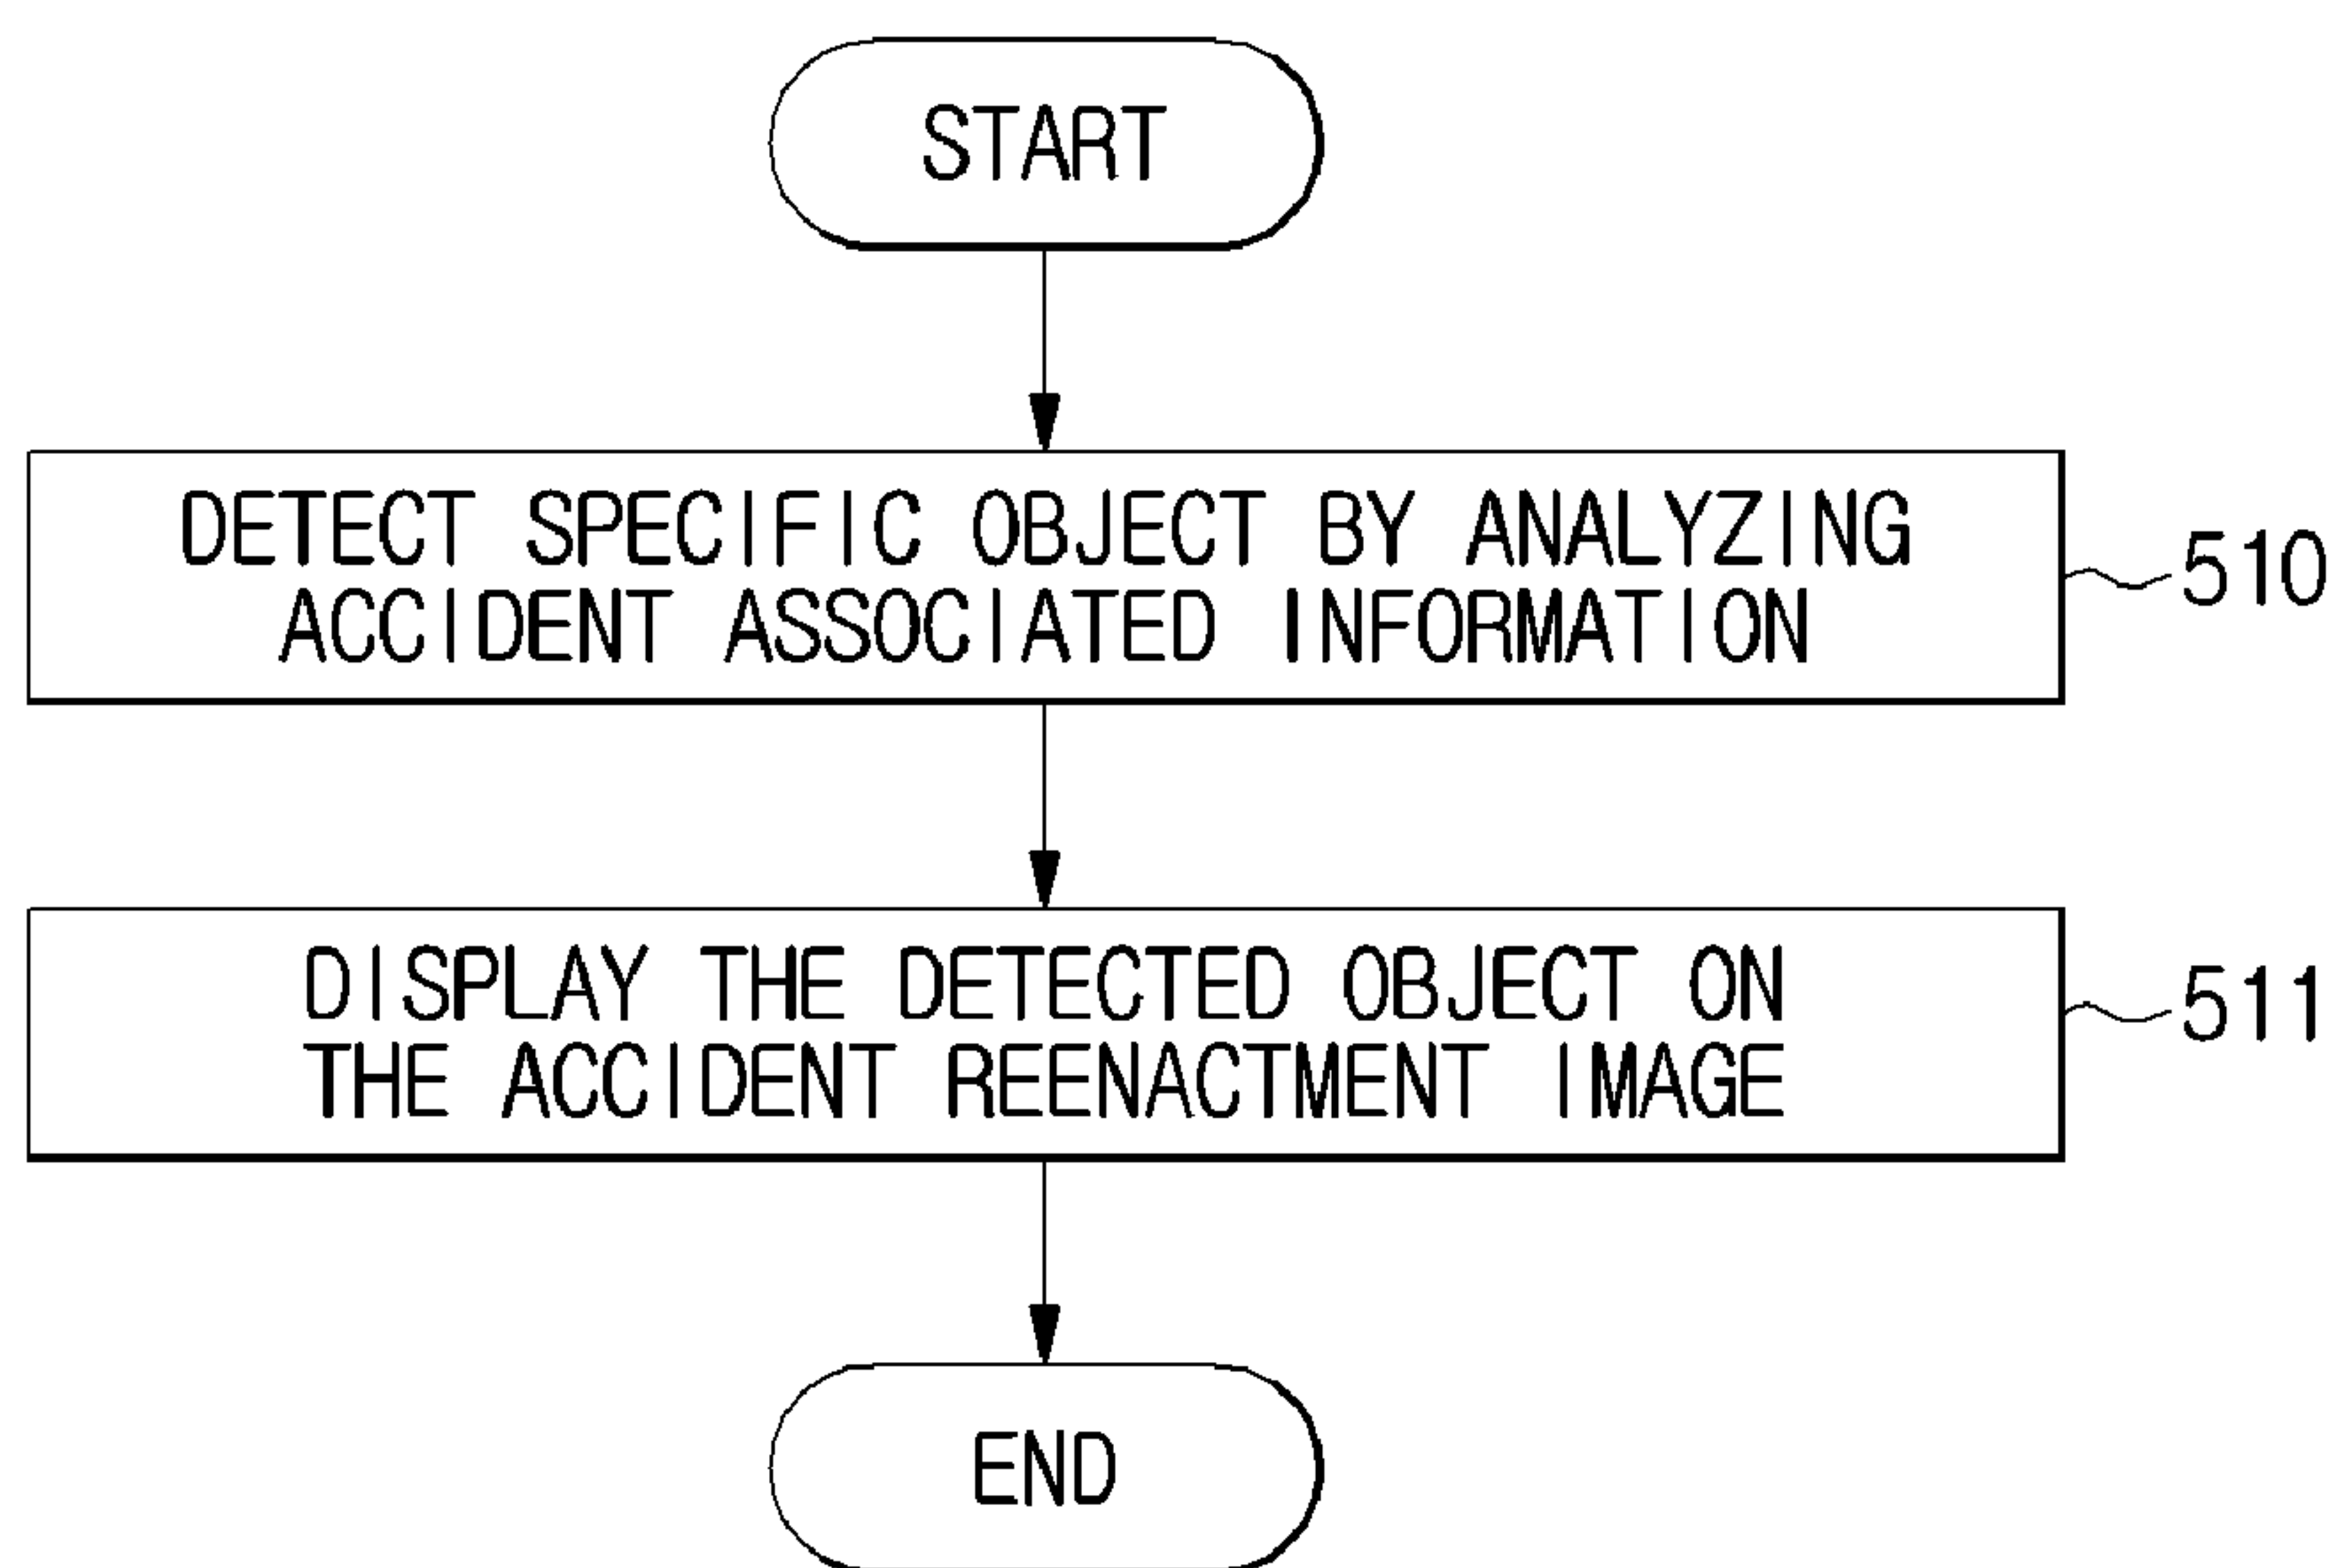 START
DETECT SPECIFIC OBJECT BY ANALYZING
ACCIDENT ASSOCIATED INFORMATION
510
DISPLAY THE DETECTED OBJECT ON
THE ACCIDENT REENACTMENT IMAGE
511
END